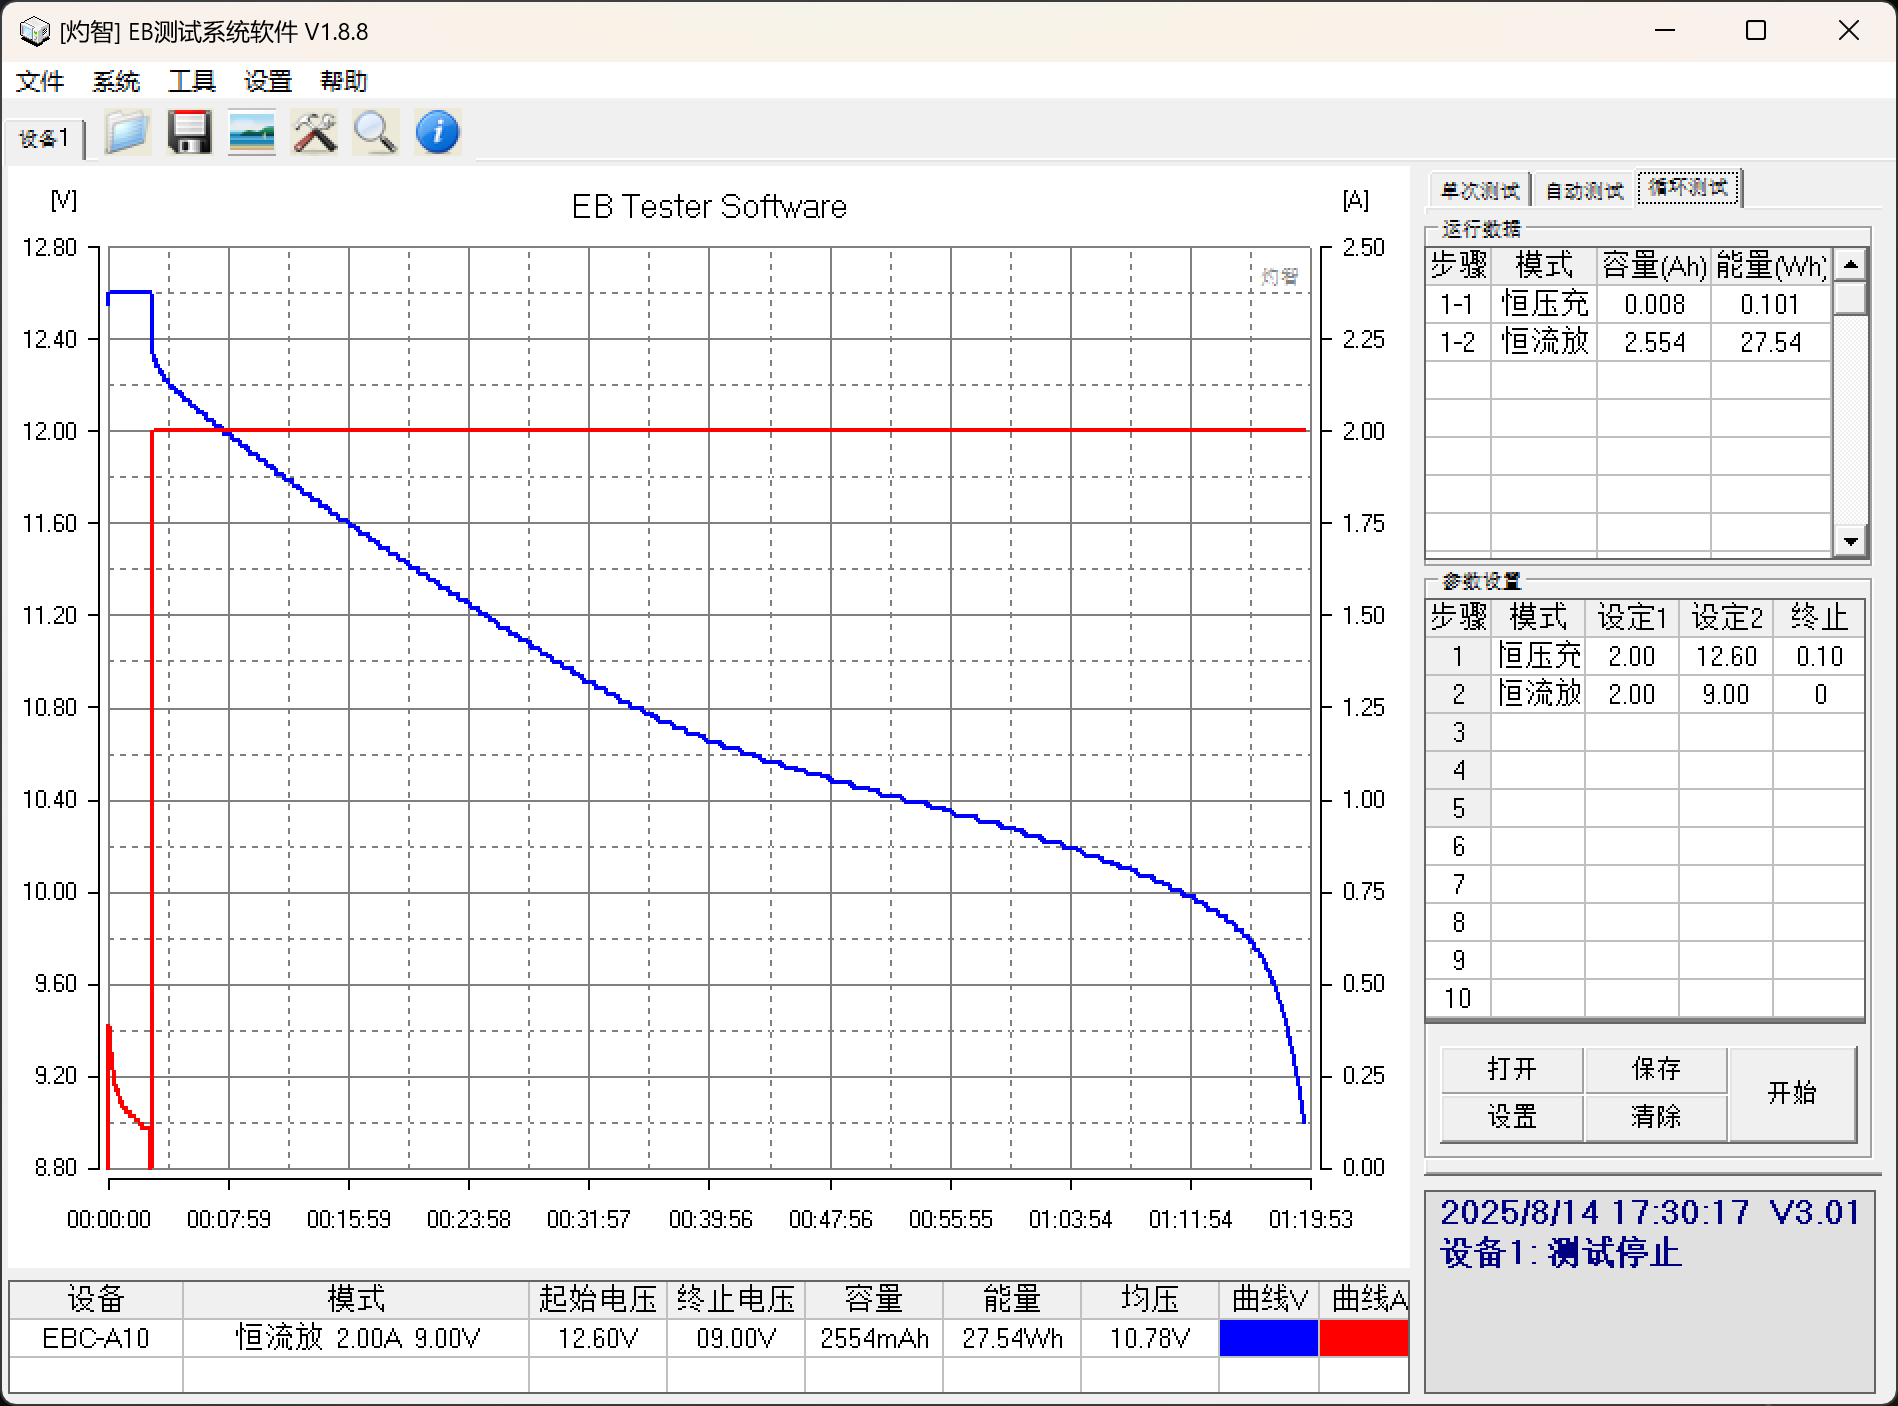 [灼智] EB测试系统软件 V1.8.8
文件 系统 工具 设置 帮助
设备1
[V] EB Tester Software [A]
灼智
12.80
12.40
12.00
11.60
11.20
10.80
10.40
10.00
9.60
9.20
8.80
2.50
2.25
2.00
1.75
1.50
1.25
1.00
0.75
0.50
0.25
0.00
00:00:00 00:07:59 00:15:59 00:23:58 00:31:57 00:39:56 00:47:56 00:55:55 01:03:54 01:11:54 01:19:53
设备 模式 起始电压 终止电压 容量 能量 均压 曲线V 曲线A
EBC-A10 恒流放 2.00A 9.00V 12.60V 09.00V 2554mAh 27.54Wh 10.78V
单次测试 自动测试 循环测试
运行数据
步骤 模式 容量(Ah) 能量(Wh)
1-1 恒压充 0.008 0.101
1-2 恒流放 2.554 27.54
参数设置
步骤 模式 设定1 设定2 终止
1 恒压充 2.00 12.60 0.10
2 恒流放 2.00 9.00 0
3
4
5
6
7
8
9
10
打开 保存 开始
设置 清除
2025/8/14 17:30:17 V3.01
设备1: 测试停止